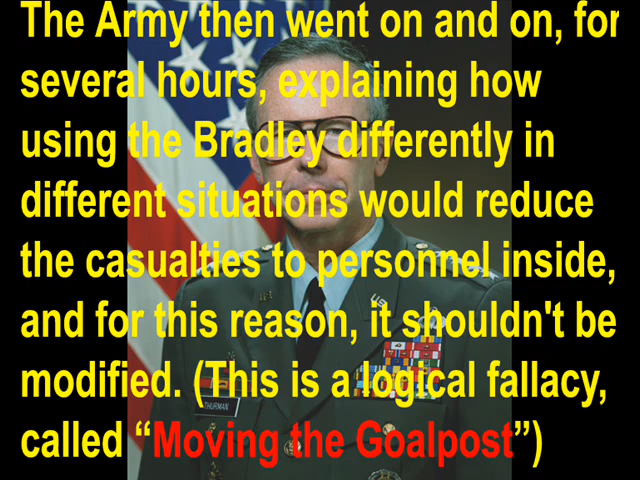 The Army then went on and on, for
several hours, explaining how
using the Bradley differently in
different situations would reduce
the casualties to personnel inside,
and for this reason, it shouldn't be
modified. (This is a logical fallacy,
called “Moving the Goalpost”)
U.S.
THURMAN